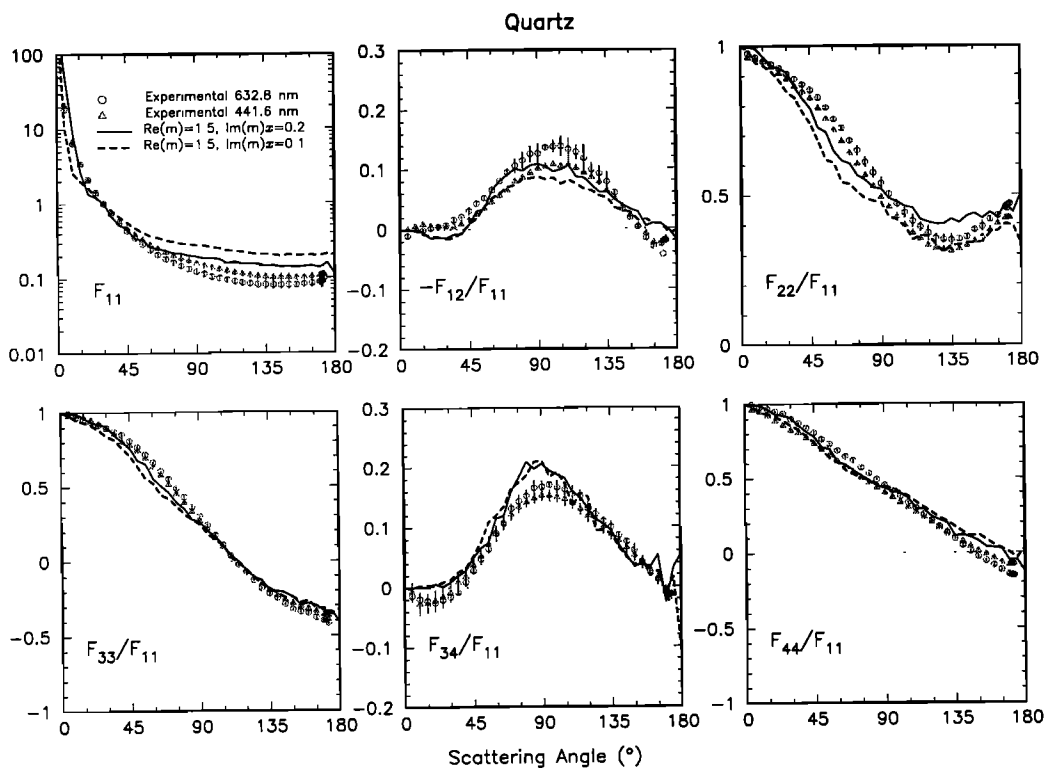 Quartz
100
10
1
0.1
0.01
0 45 90 135 180
Experimental 632.8 nm
Experimental 441.6 nm
Re(m)=1 5, Im(m)x=0.2
Re(m)=1 5, Im(m)x=0 1
F11
0.3
0.2
0.1
0
-0.1
-0.2
0 45 90 135 180
-F12/F11
1
0.5
0
0 45 90 135 180
F22/F11
1
0.5
0
-0.5
-1
0 45 90 135 180
F33/F11
0.3
0.2
0.1
0
-0.1
-0.2
0 45 90 135 180
F34/F11
1
0.5
0
-0.5
-1
0 45 90 135 180
F44/F11
Scattering Angle (°)